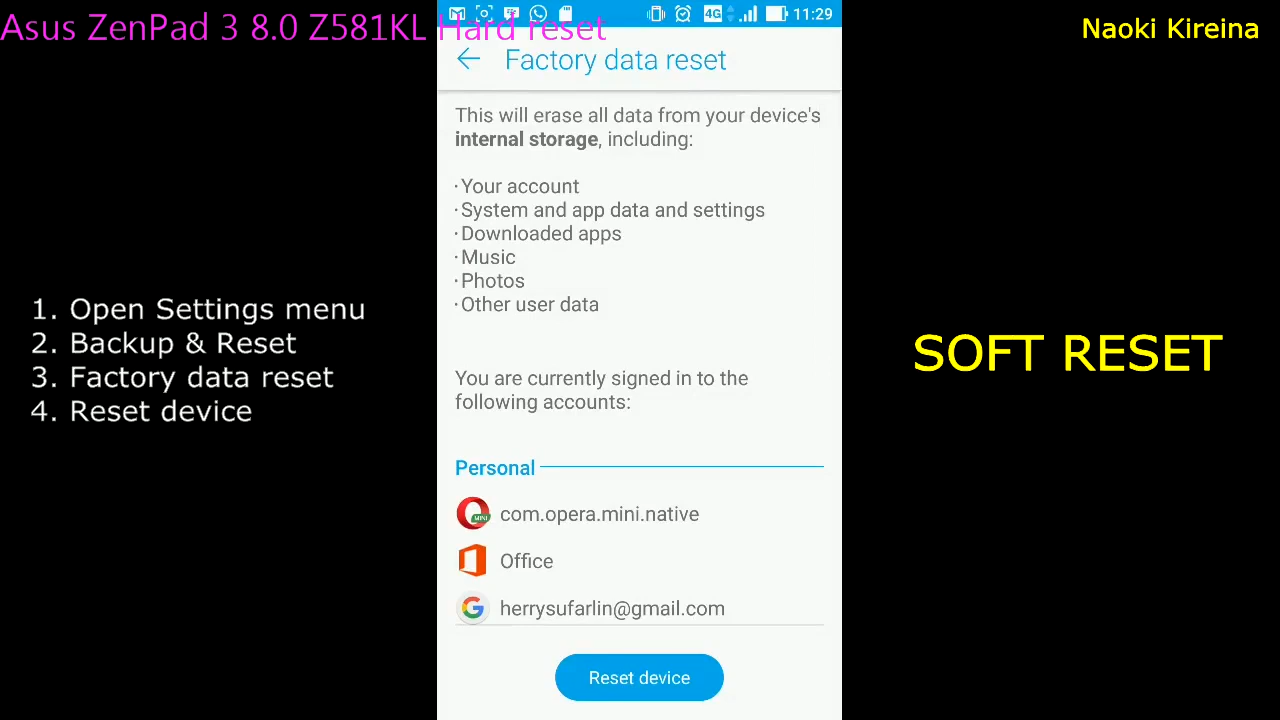 Asus ZenPad 3 8.0 Z581KL Hard reset
Naoki Kireina
4G
11:29
Factory data reset
This will erase all data from your device's
internal storage, including:
·Your account
·System and app data and settings
·Downloaded apps
·Music
·Photos
·Other user data
You are currently signed in to the
following accounts:
Personal
MINI
com.opera.mini.native
Office
herrysufarlin@gmail.com
Reset device
1. Open Settings menu
2. Backup & Reset
3. Factory data reset
4. Reset device
SOFT RESET